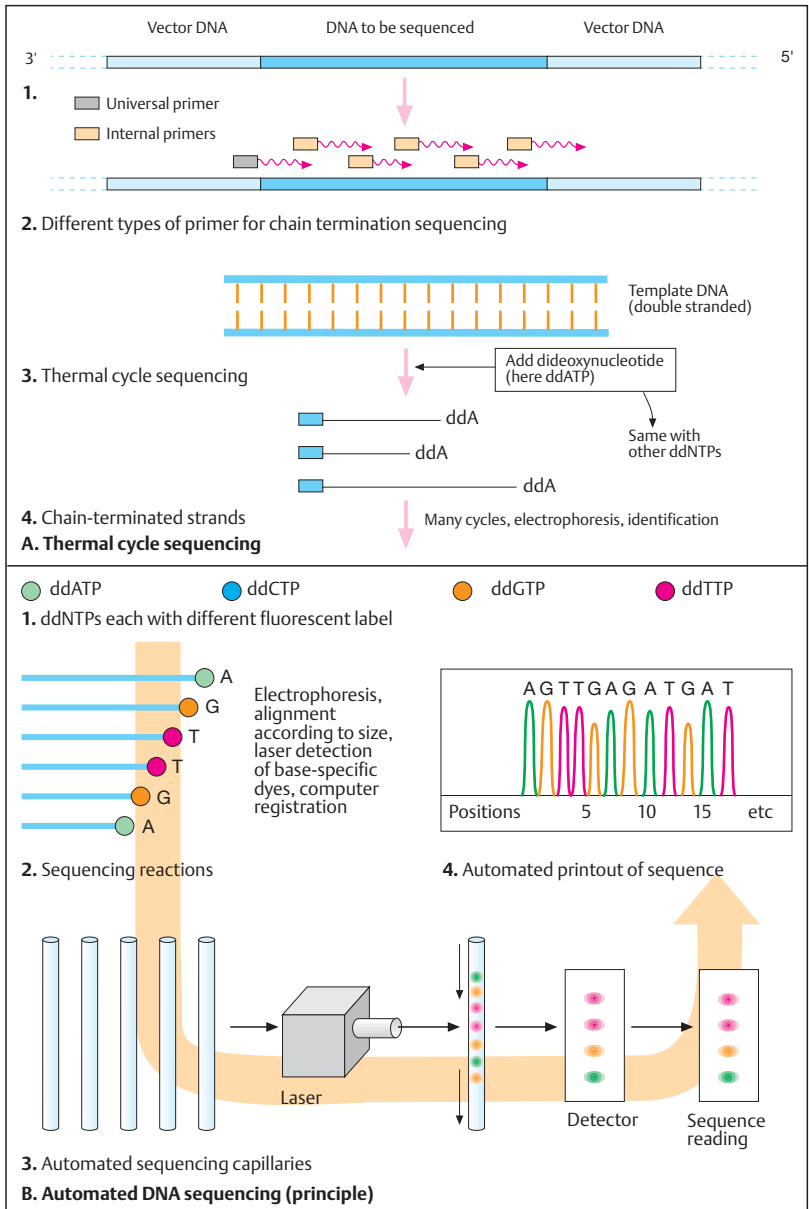 Vector DNA DNA to be sequenced Vector DNA
3' 5'
1.
Universal primer
Internal primers
2. Different types of primer for chain termination sequencing
Template DNA
(double stranded)
3. Thermal cycle sequencing
Add dideoxynucleotide
(here ddATP)
ddA
Same with
other ddNTPs
ddA
ddA
4. Chain-terminated strands
Many cycles, electrophoresis, identification
A. Thermal cycle sequencing
ddATP ddCTP ddGTP ddTTP
1. ddNTPs each with different fluorescent label
A
G
T
T
G
A
Electrophoresis,
alignment
according to size,
laser detection
of base-specific
dyes, computer
registration
A G T T G A G A T G A T
Positions 5 10 15 etc
2. Sequencing reactions
4. Automated printout of sequence
Laser
Detector
Sequence
reading
3. Automated sequencing capillaries
B. Automated DNA sequencing (principle)